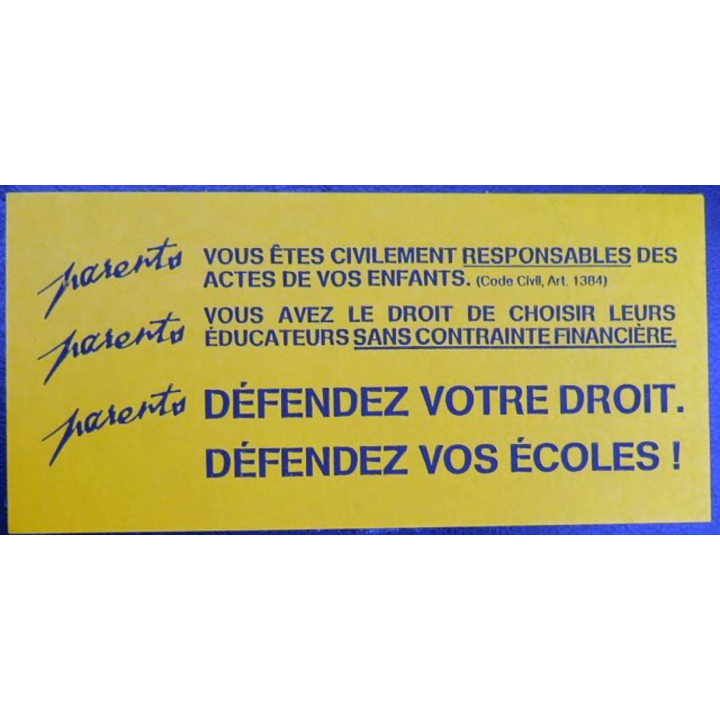 parents VOUS ÊTES CIVILEMENT RESPONSABLES DES
ACTES DE VOS ENFANTS. (Code Civil, Art. 1384)
parents VOUS AVEZ LE DROIT DE CHOISIR LEURS
ÉDUCATEURS SANS CONTRAINTE FINANCIÈRE.
parents DÉFENDEZ VOTRE DROIT.
DÉFENDEZ VOS ÉCOLES !